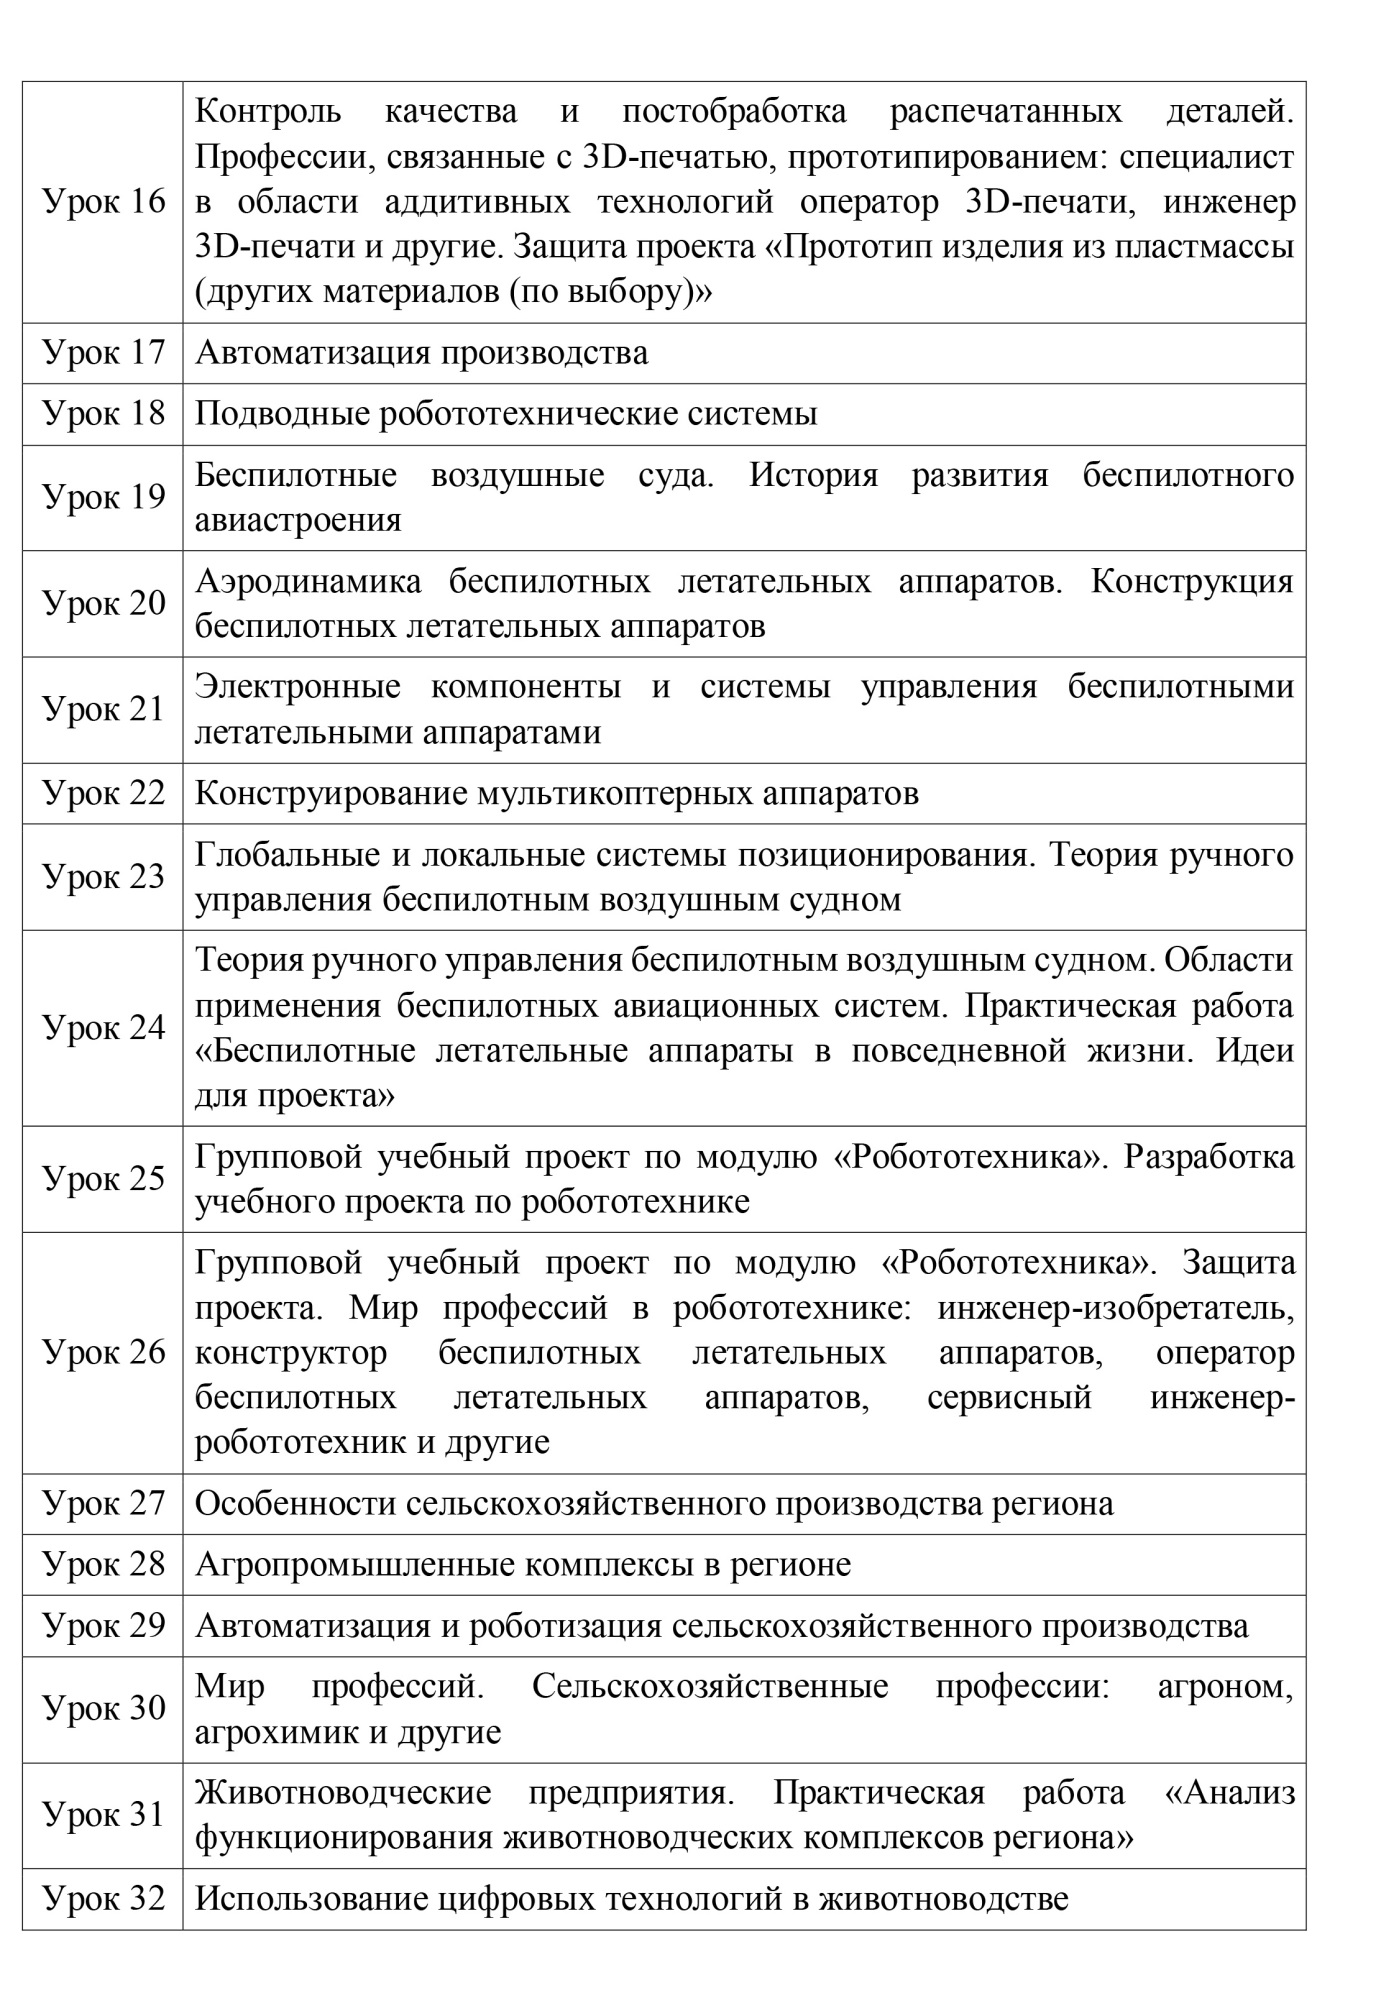 Контроль качества и постобработка распечатанных деталей.
Профессии, связанные с 3D-печатью, прототипированием: специалист
Урок 16 в области аддитивных технологий оператор 3D-печати, инженер
3D-печати и другие. Защита проекта «Прототип изделия из пластмассы
(других материалов (по выбору)»
Урок 17 Автоматизация производства
Урок 18 Подводные робототехнические системы
Урок 19 Беспилотные воздушные суда. История развития беспилотного
авиастроения
Урок 20 Аэродинамика беспилотных летательных аппаратов. Конструкция
беспилотных летательных аппаратов
Урок 21 Электронные компоненты и системы управления беспилотными
летательными аппаратами
Урок 22 Конструирование мультикоптерных аппаратов
Урок 23 Глобальные и локальные системы позиционирования. Теория ручного
управления беспилотным воздушным судном
Теория ручного управления беспилотным воздушным судном. Области
Урок 24 применения беспилотных авиационных систем. Практическая работа
«Беспилотные летательные аппараты в повседневной жизни. Идеи
для проекта»
Урок 25 Групповой учебный проект по модулю «Робототехника». Разработка
учебного проекта по робототехнике
Групповой учебный проект по модулю «Робототехника». Защита
проекта. Мир профессий в робототехнике: инженер-изобретатель,
Урок 26 конструктор беспилотных летательных аппаратов, оператор
беспилотных летательных аппаратов, сервисный инженер-
робототехник и другие
Урок 27 Особенности сельскохозяйственного производства региона
Урок 28 Агропромышленные комплексы в регионе
Урок 29 Автоматизация и роботизация сельскохозяйственного производства
Урок 30 Мир профессий. Сельскохозяйственные профессии: агроном,
агрохимик и другие
Урок 31 Животноводческие предприятия. Практическая работа «Анализ
функционирования животноводческих комплексов региона»
Урок 32 Использование цифровых технологий в животноводстве